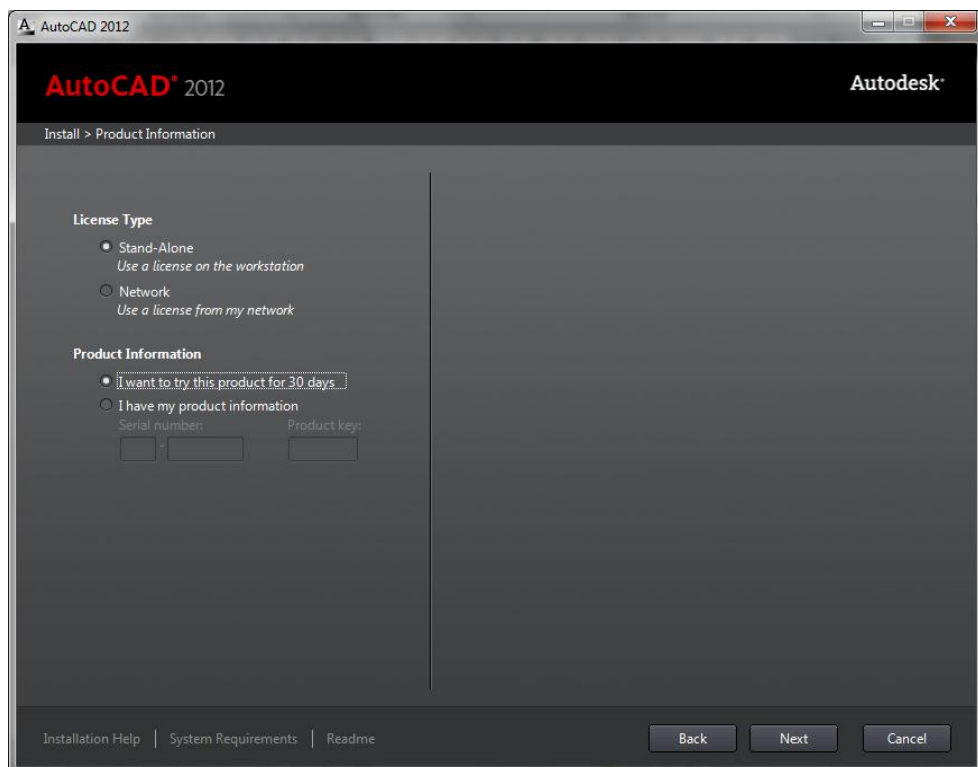 AutoCAD 2012
AutoCAD® 2012
Autodesk®
Install > Product Information
License Type
Stand-Alone
Use a license on the workstation
Network
Use a license from my network
Product Information
I want to try this product for 30 days
I have my product information
Serial number: Product key:
-
Installation Help | System Requirements | Readme
Back Next Cancel